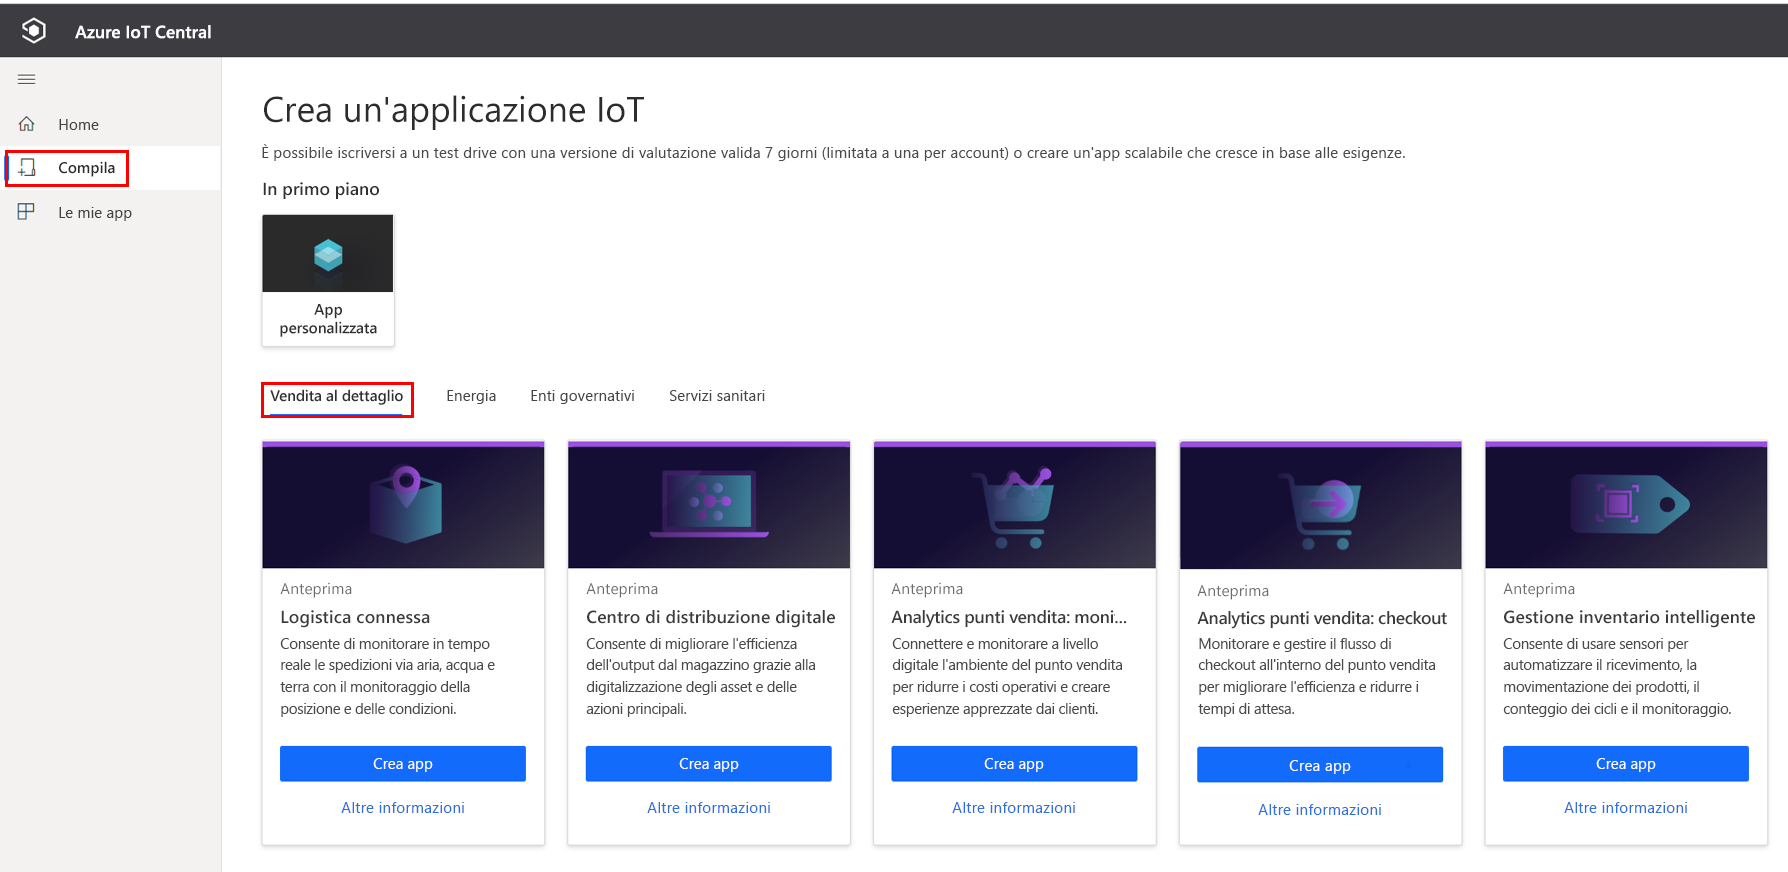 Azure IoT Central
Home
Compila
Le mie app
Crea un'applicazione IoT
È possibile iscriversi a un test drive con una versione di valutazione valida 7 giorni (limitata a una per account) o creare un'app scalabile che cresce in base alle esigenze.
In primo piano
App
personalizzata
Vendita al dettaglio
Energia
Enti governativi
Servizi sanitari
Anteprima
Logistica connessa
Consente di monitorare in tempo
reale le spedizioni via aria, acqua e
terra con il monitoraggio della
posizione e delle condizioni.
Crea app
Altre informazioni
Anteprima
Centro di distribuzione digitale
Consente di migliorare l'efficienza
dell'output dal magazzino grazie alla
digitalizzazione degli asset e delle
azioni principali.
Crea app
Altre informazioni
Anteprima
Analytics punti vendita: moni...
Connettere e monitorare a livello
digitale l'ambiente del punto vendita
per ridurre i costi operativi e creare
esperienze apprezzate dai clienti.
Crea app
Altre informazioni
Anteprima
Analytics punti vendita: checkout
Monitorare e gestire il flusso di
checkout all'interno del punto vendita
per migliorare l'efficienza e ridurre i
tempi di attesa.
Crea app
Altre informazioni
Anteprima
Gestione inventario intelligente
Consente di usare sensori per
automatizzare il ricevimento, la
movimentazione dei prodotti, il
conteggio dei cicli e il monitoraggio.
Crea app
Altre informazioni